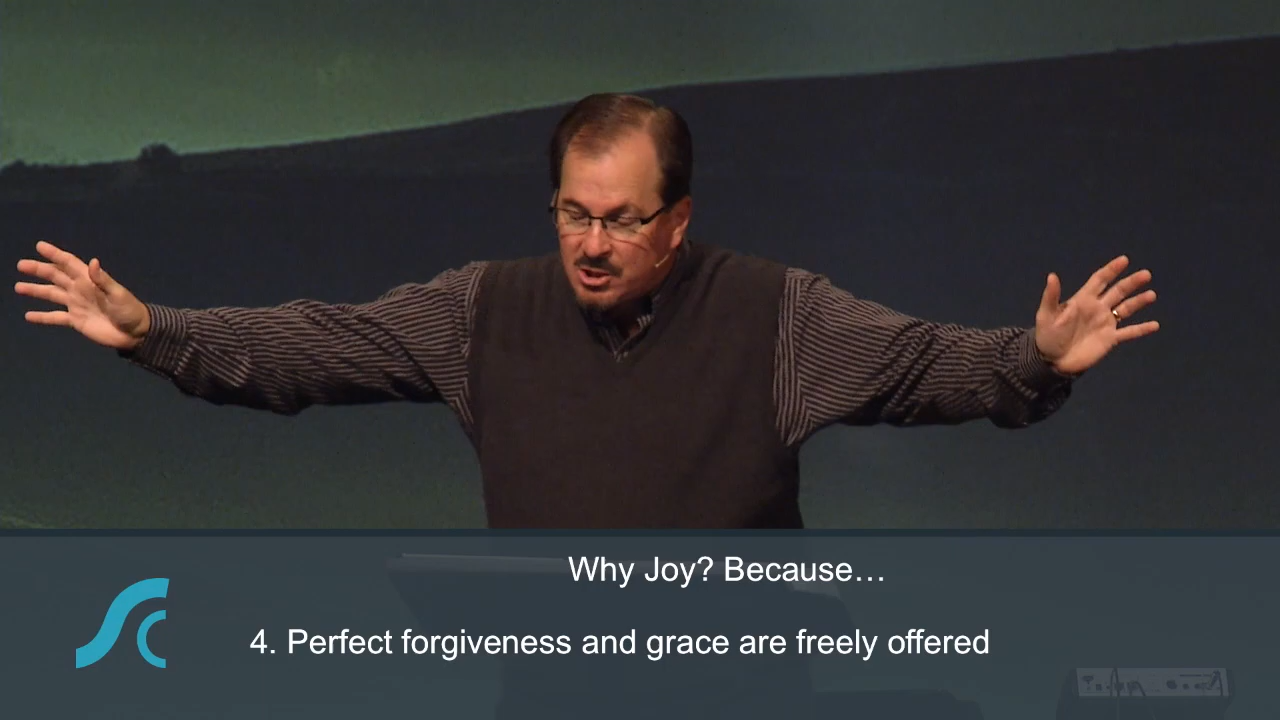 Why Joy? Because…
4. Perfect forgiveness and grace are freely offered